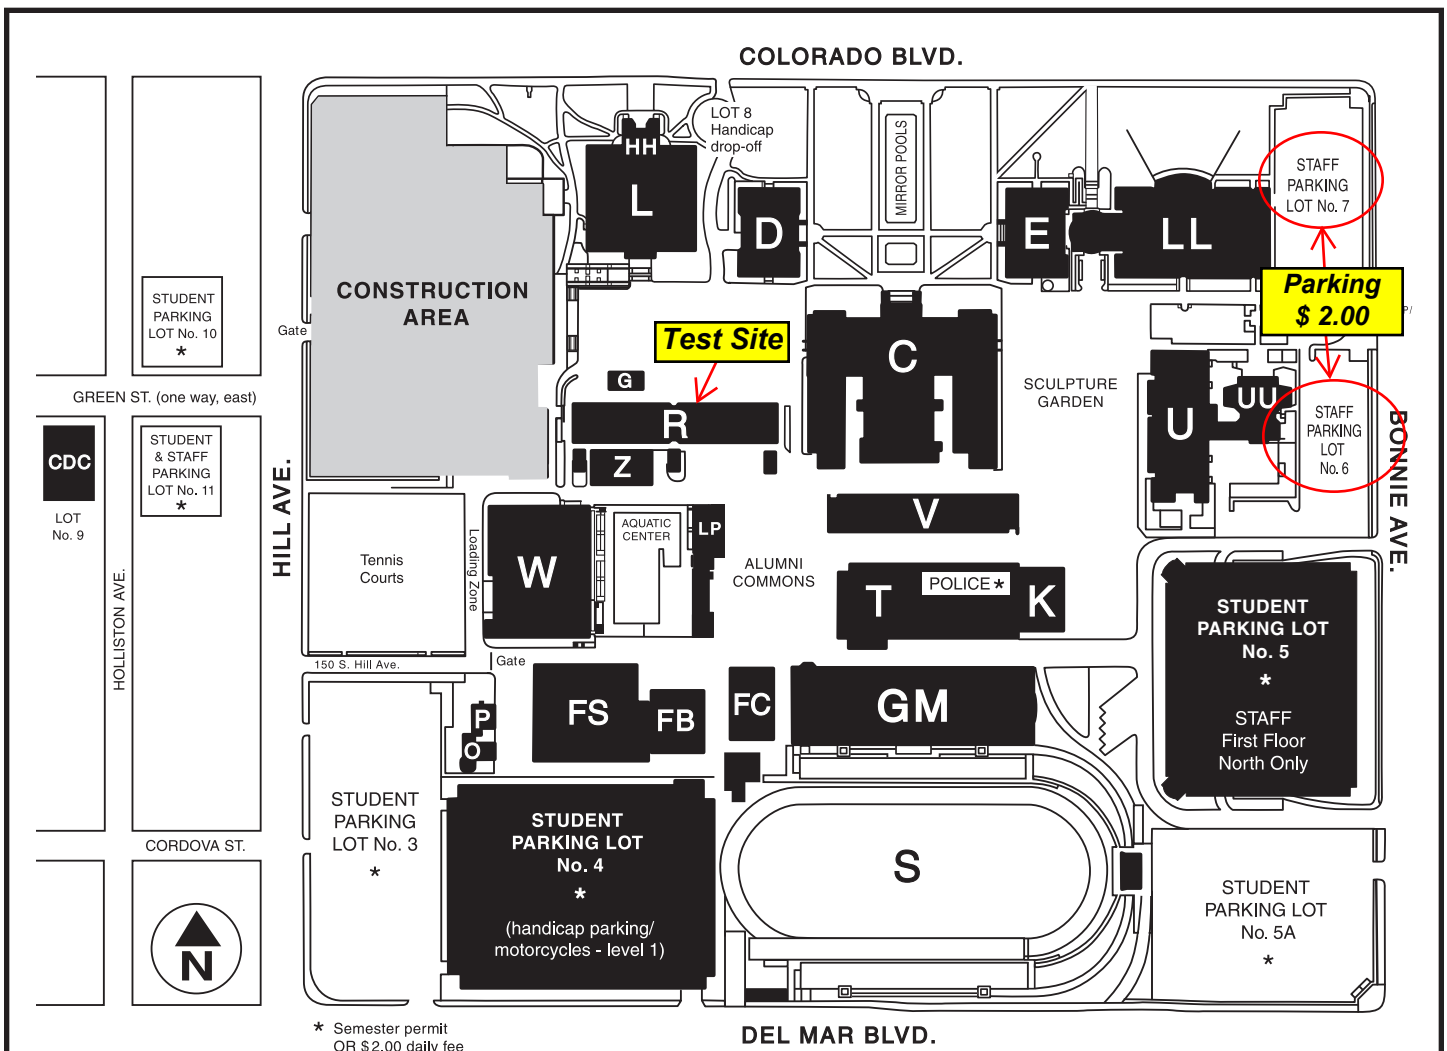 COLORADO BLVD.
LOT 8
Handicap
drop-off
MIRROR POOLS
HH
L
D
E
LL
STAFF
PARKING
LOT No. 7
CONSTRUCTION
AREA
STUDENT
PARKING
LOT No. 10
*
Gate
Parking
$ 2.00
Test Site
G
R
Z
C
SCULPTURE
GARDEN
U
UU
STAFF
PARKING
LOT
No. 6
BONNIE AVE.
GREEN ST. (one way, east)
CDC
LOT
No. 9
STUDENT
& STAFF
PARKING
LOT No. 11
*
HILL AVE.
HOLLISTON AVE.
Tennis
Courts
Loading Zone
W
AQUATIC
CENTER
LP
ALUMNI
COMMONS
V
T
POLICE *
K
150 S. Hill Ave.
Gate
P
O
FS
FB
FC
GM
STUDENT
PARKING LOT
No. 5
*
STAFF
First Floor
North Only
STUDENT
PARKING
LOT No. 3
*
STUDENT
PARKING LOT
No. 4
*
(handicap parking/
motorcycles - level 1)
S
STUDENT
PARKING LOT
No. 5A
*
CORDOVA ST.
N
* Semester permit
OR $2.00 daily fee
DEL MAR BLVD.